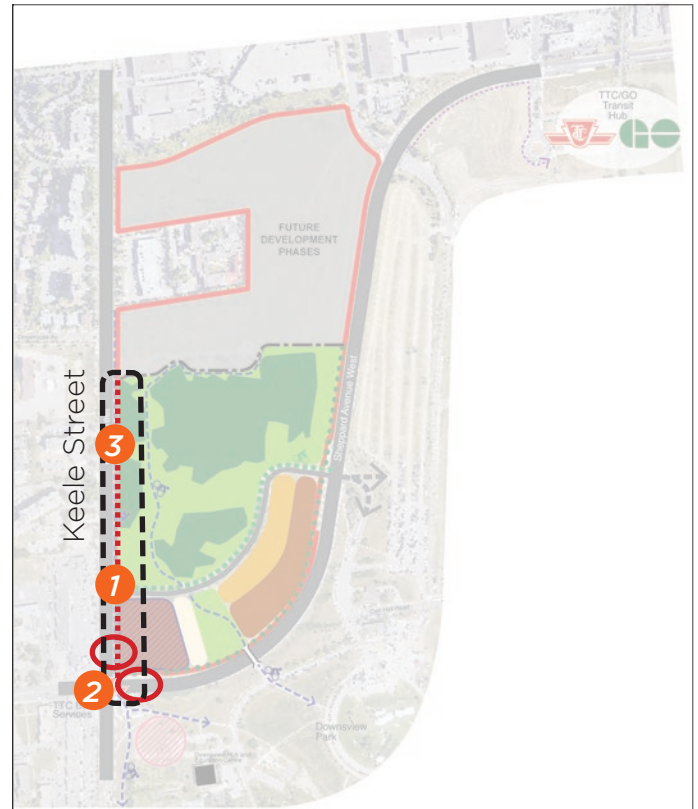 TTC/GO
Transit
Hub
FUTURE
DEVELOPMENT
PHASES
Keele Street
Sheppard Avenue West
3
1
2
TTC
Services
Downsview
Park